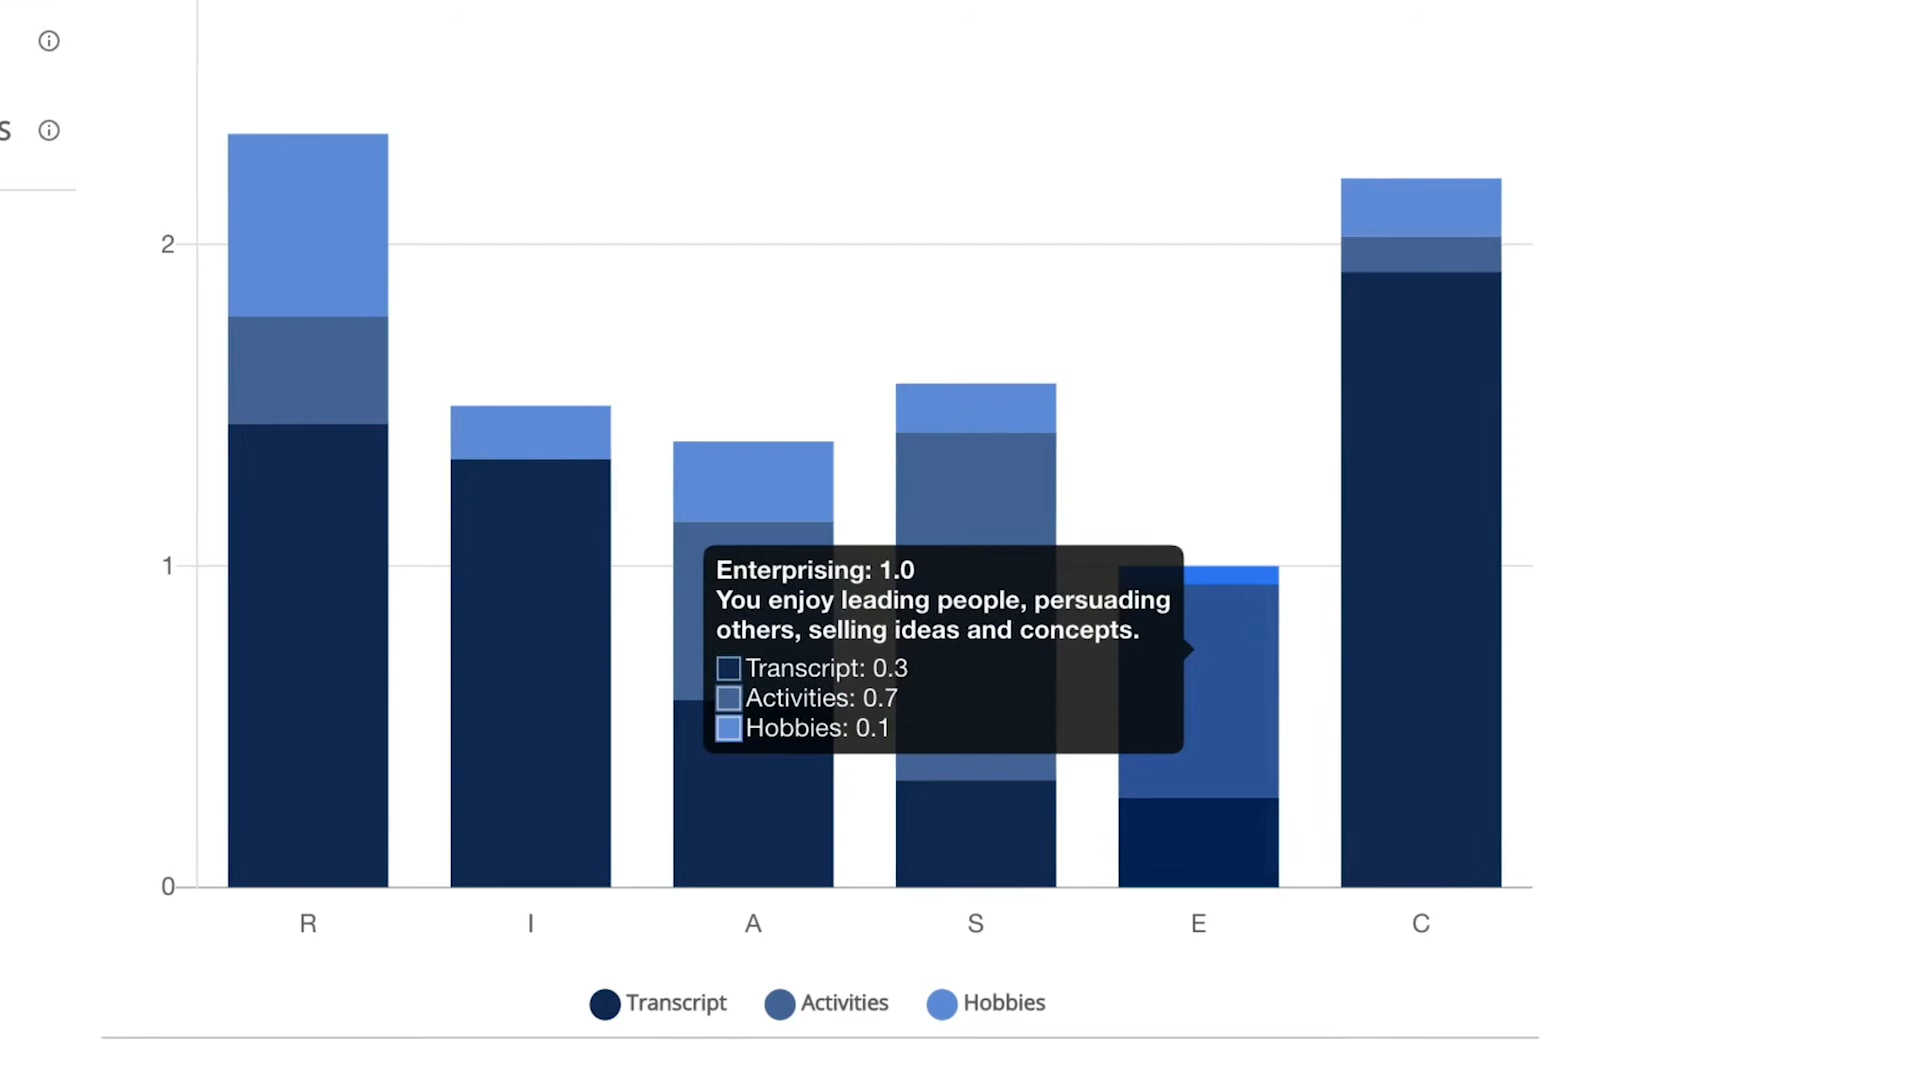 S
2
1
0
Enterprising: 1.0
You enjoy leading people, persuading
others, selling ideas and concepts.
Transcript: 0.3
Activities: 0.7
Hobbies: 0.1
R I A S E C
Transcript Activities Hobbies